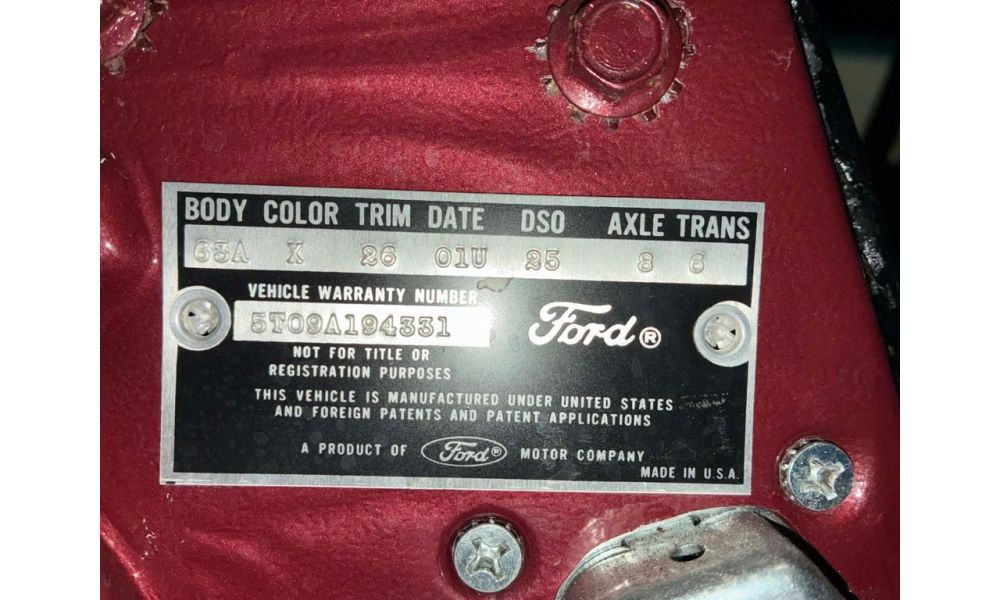 BODY COLOR TRIM DATE DSO AXLE TRANS
63A X 26 01U 25 8 6
VEHICLE WARRANTY NUMBER
5T09A194331
Ford®
NOT FOR TITLE OR
REGISTRATION PURPOSES
THIS VEHICLE IS MANUFACTURED UNDER UNITED STATES
AND FOREIGN PATENTS AND PATENT APPLICATIONS
A PRODUCT OF Ford® MOTOR COMPANY
MADE IN U.S.A.